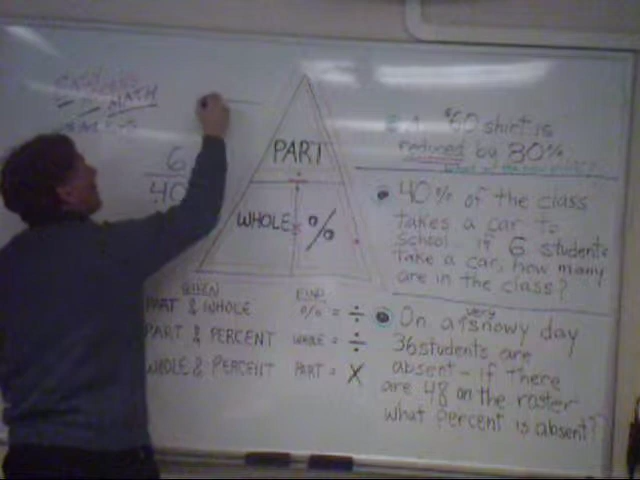 MATH
6
40
PART
WHOLE %
$60 shirt is
reduced by 30%
40% of the class
takes a car to
school if 6 students
take a car, how many
are in the class?
GIVEN FIND
PART & WHOLE % = ÷
PART & PERCENT WHOLE = ÷
WHOLE & PERCENT PART = X
On a very snowy day
36 students are
absent - if there
are 48 on the roster
what percent is absent?